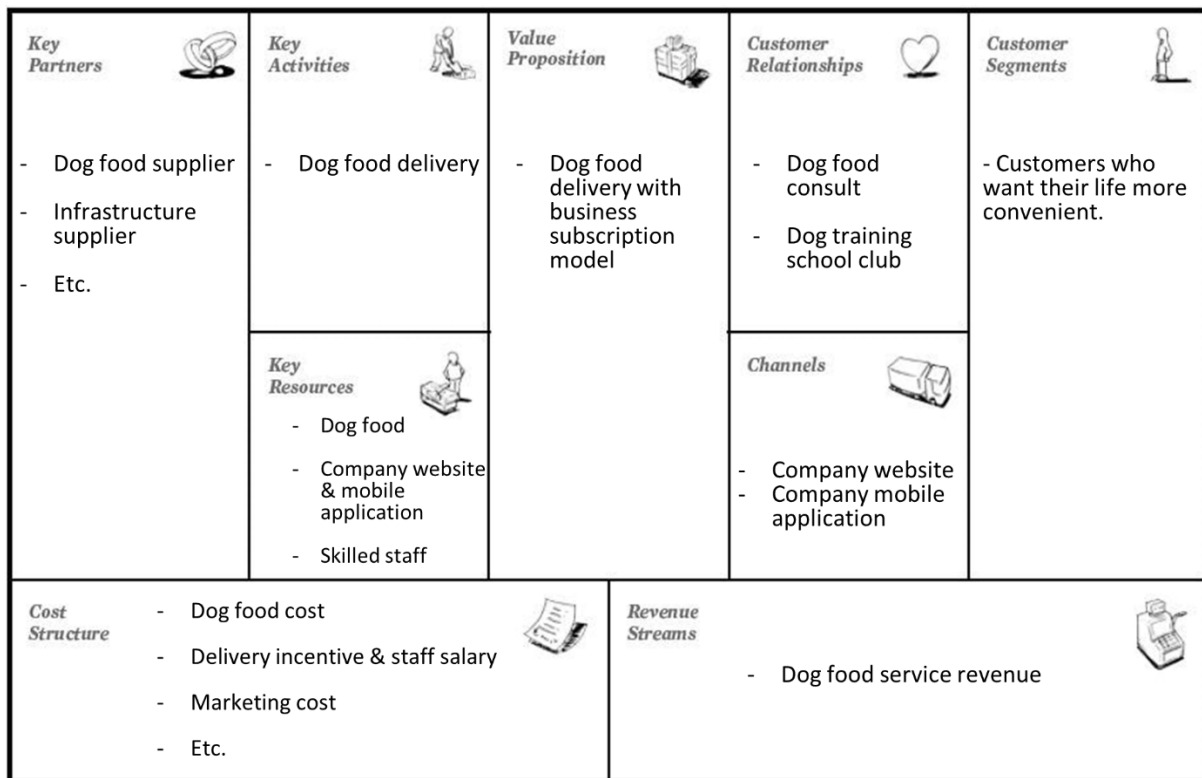 Key
Partners
- Dog food supplier
- Infrastructure
supplier
- Etc.
Key
Activities
- Dog food delivery
Key
Resources
- Dog food
- Company website
& mobile
application
- Skilled staff
Value
Proposition
- Dog food
delivery with
business
subscription
model
Customer
Relationships
- Dog food
consult
- Dog training
school club
Channels
- Company website
- Company mobile
application
Customer
Segments
- Customers who
want their life more
convenient.
Cost
Structure
- Dog food cost
- Delivery incentive & staff salary
- Marketing cost
- Etc.
Revenue
Streams
- Dog food service revenue